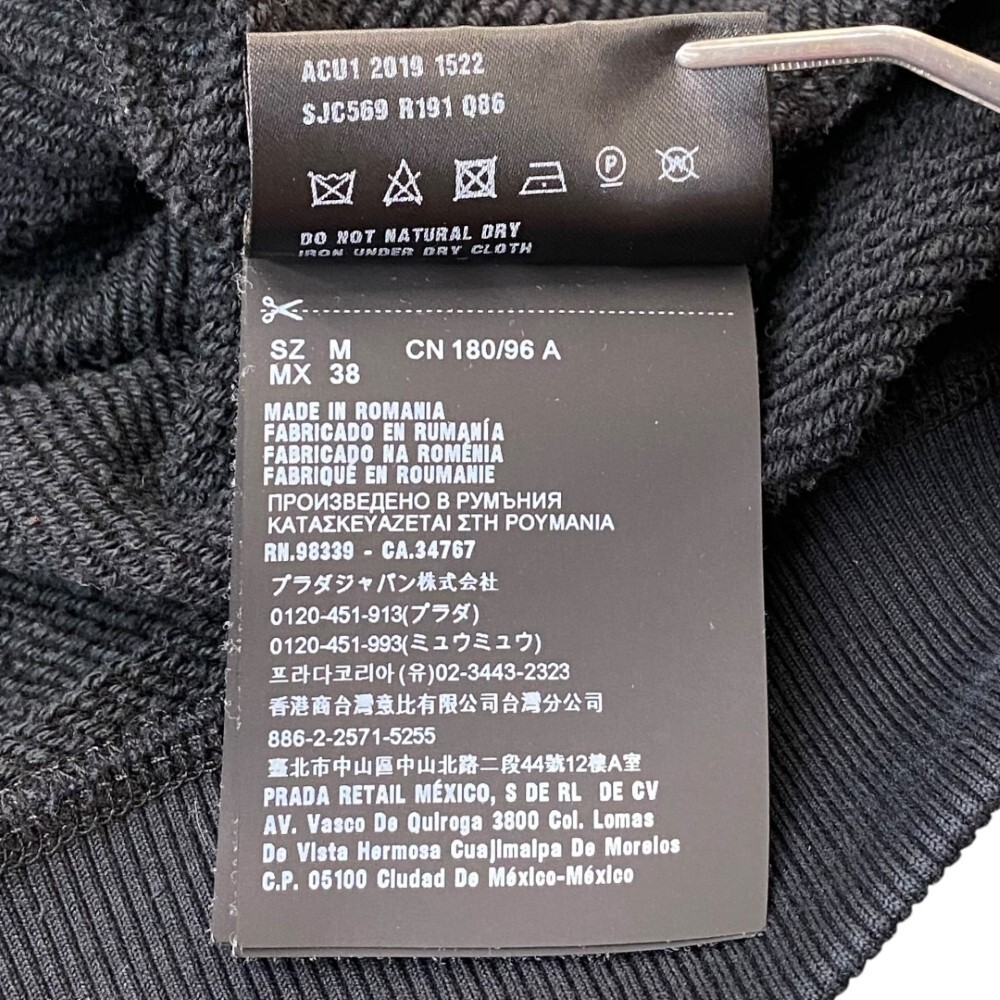 ACU1 2019 1522
SJC569 R191 Q86
P W
DO NOT NATURAL DRY
IRON UNDER DRY CLOTH
SZ M CN 180/96 A
MX 38
MADE IN ROMANIA
FABRICADO EN RUMANÍA
FABRICADO NA ROMÉNIA
FABRIQUÉ EN ROUMANIE
ПРОИЗВЕДЕНО В РУМЪНИЯ
ΚΑΤΑΣΚΕΥΑΖΕΤΑΙ ΣΤΗ ΡΟΥΜΑΝΙΑ
RN.98339 - CA.34767
プラダジャパン株式会社
0120-451-913(プラダ)
0120-451-993(ミュウミュウ)
프라다코리아(유)02-3443-2323
香港商台灣意比有限公司台灣分公司
886-2-2571-5255
臺北市中山區中山北路二段44號12樓A室
PRADA RETAIL MÉXICO, S DE RL DE CV
AV. Vasco De Quiroga 3800 Col. Lomas
De Vista Hermosa Cuajimalpa De Morelos
C.P. 05100 Ciudad De México-México